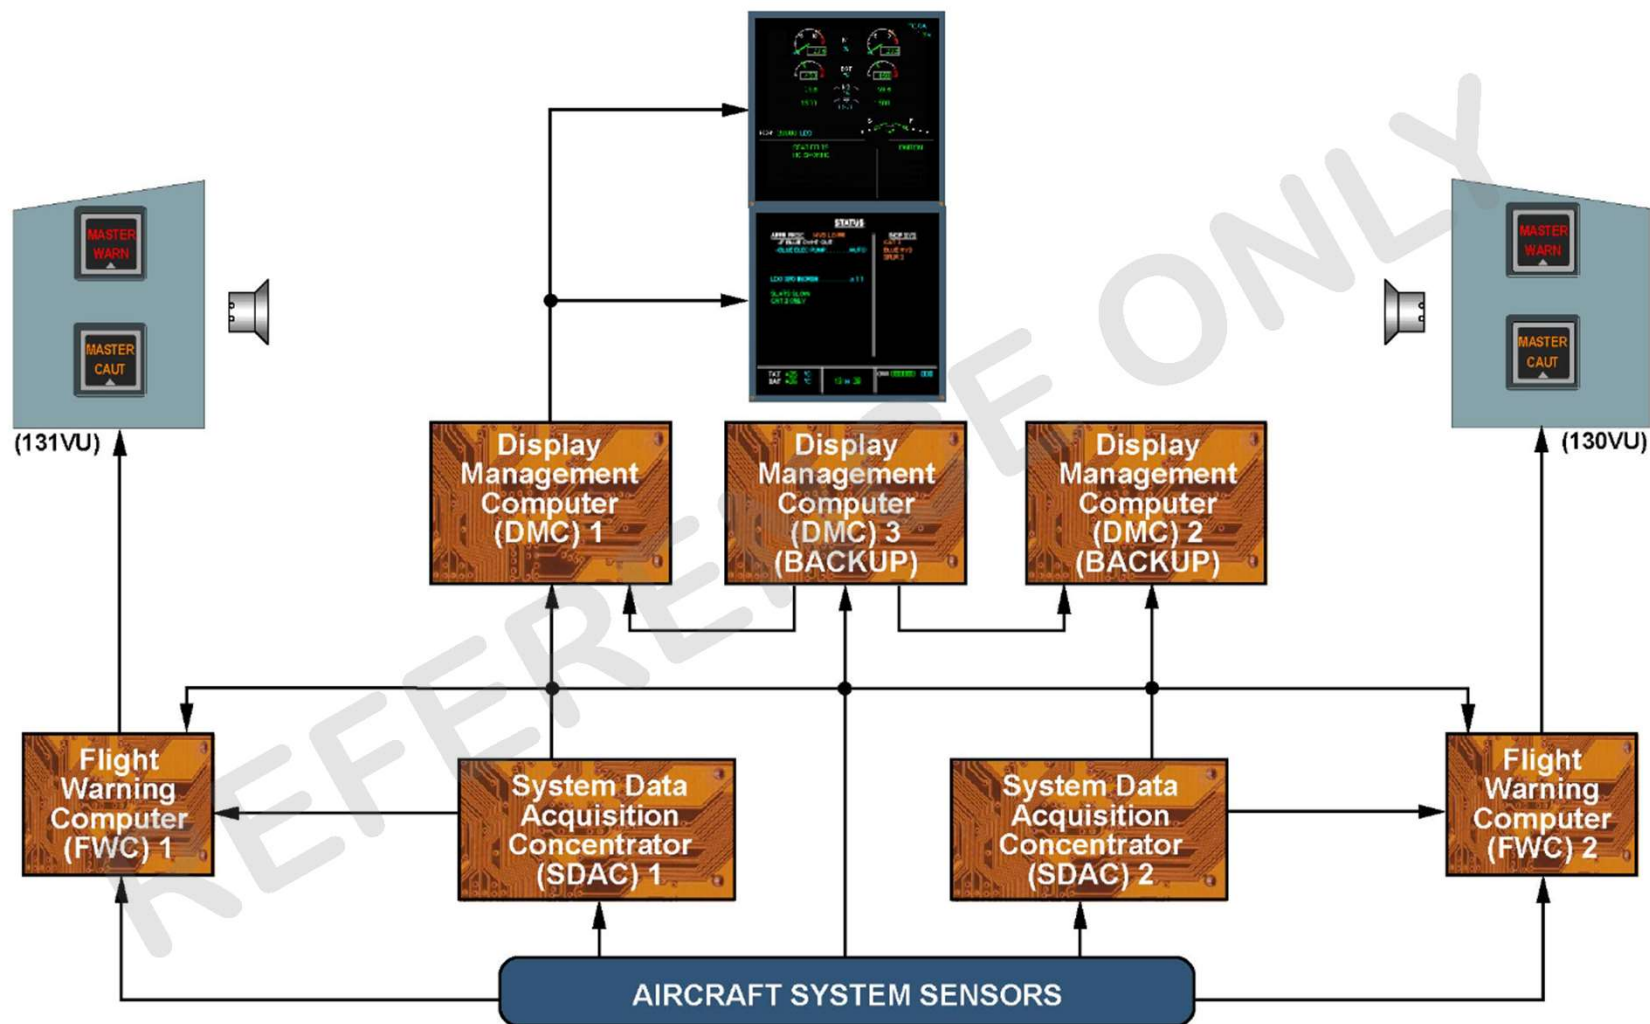 STATUS
MASTER
WARN
MASTER
CAUT
(131VU)
MASTER
WARN
MASTER
CAUT
(130VU)
Display
Management
Computer
(DMC) 1
Display
Management
Computer
(DMC) 3
(BACKUP)
Display
Management
Computer
(DMC) 2
(BACKUP)
Flight
Warning
Computer
(FWC) 1
System Data
Acquisition
Concentrator
(SDAC) 1
System Data
Acquisition
Concentrator
(SDAC) 2
Flight
Warning
Computer
(FWC) 2
AIRCRAFT SYSTEM SENSORS
REFERENCE ONLY